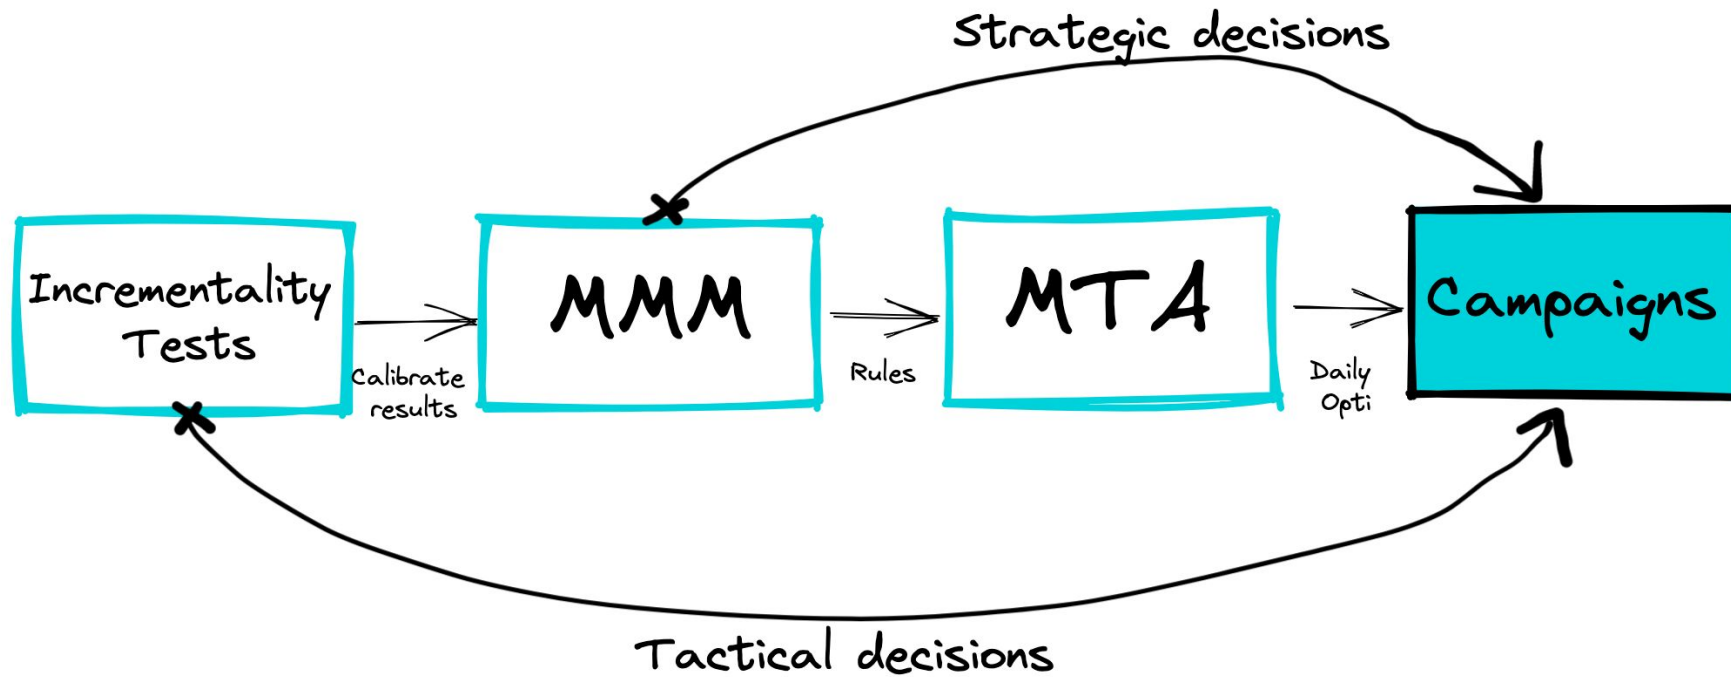 Strategic decisions
Incrementality
Tests
MMM
MTA
Campaigns
Calibrate
results
Rules
Daily
Opti
Tactical decisions